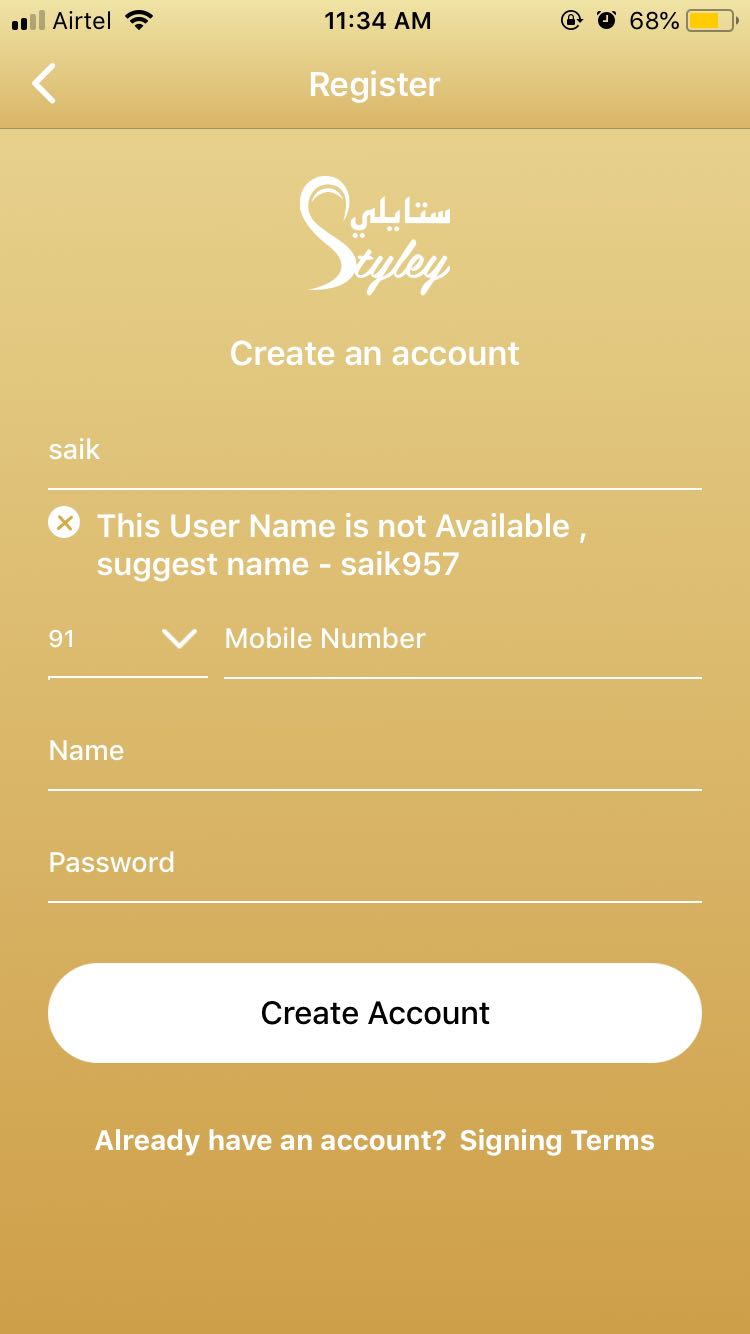 Airtel 11:34 AM 68%
Register
ستايلي
Styley
Create an account
saik
This User Name is not Available ,
suggest name - saik957
91 Mobile Number
Name
Password
Create Account
Already have an account? Signing Terms